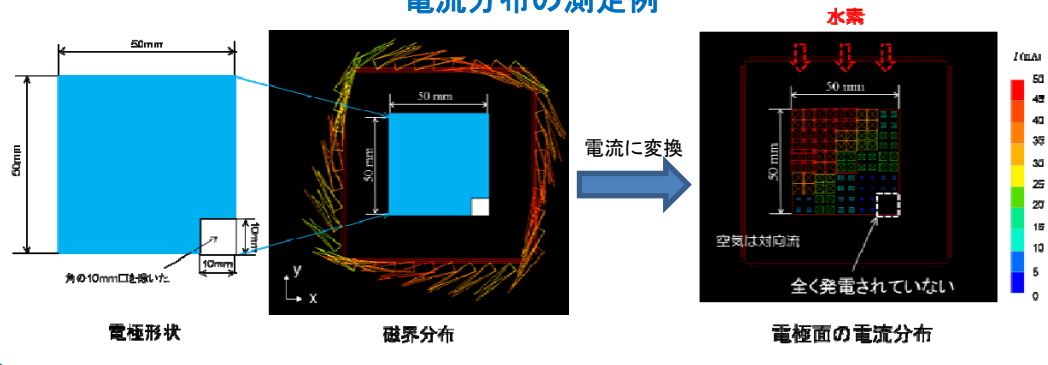 電流分布の測定例
50mm
50mm
10mm
10mm
角の10mm口を除いた
電極形状
50 mm
50 mm
y
x
磁界分布
電流に変換
水素
50 mm
50 mm
空気は対向流
全く発電されていない
電極面の電流分布
I (mA)
50
45
40
35
30
25
20
15
10
5
0